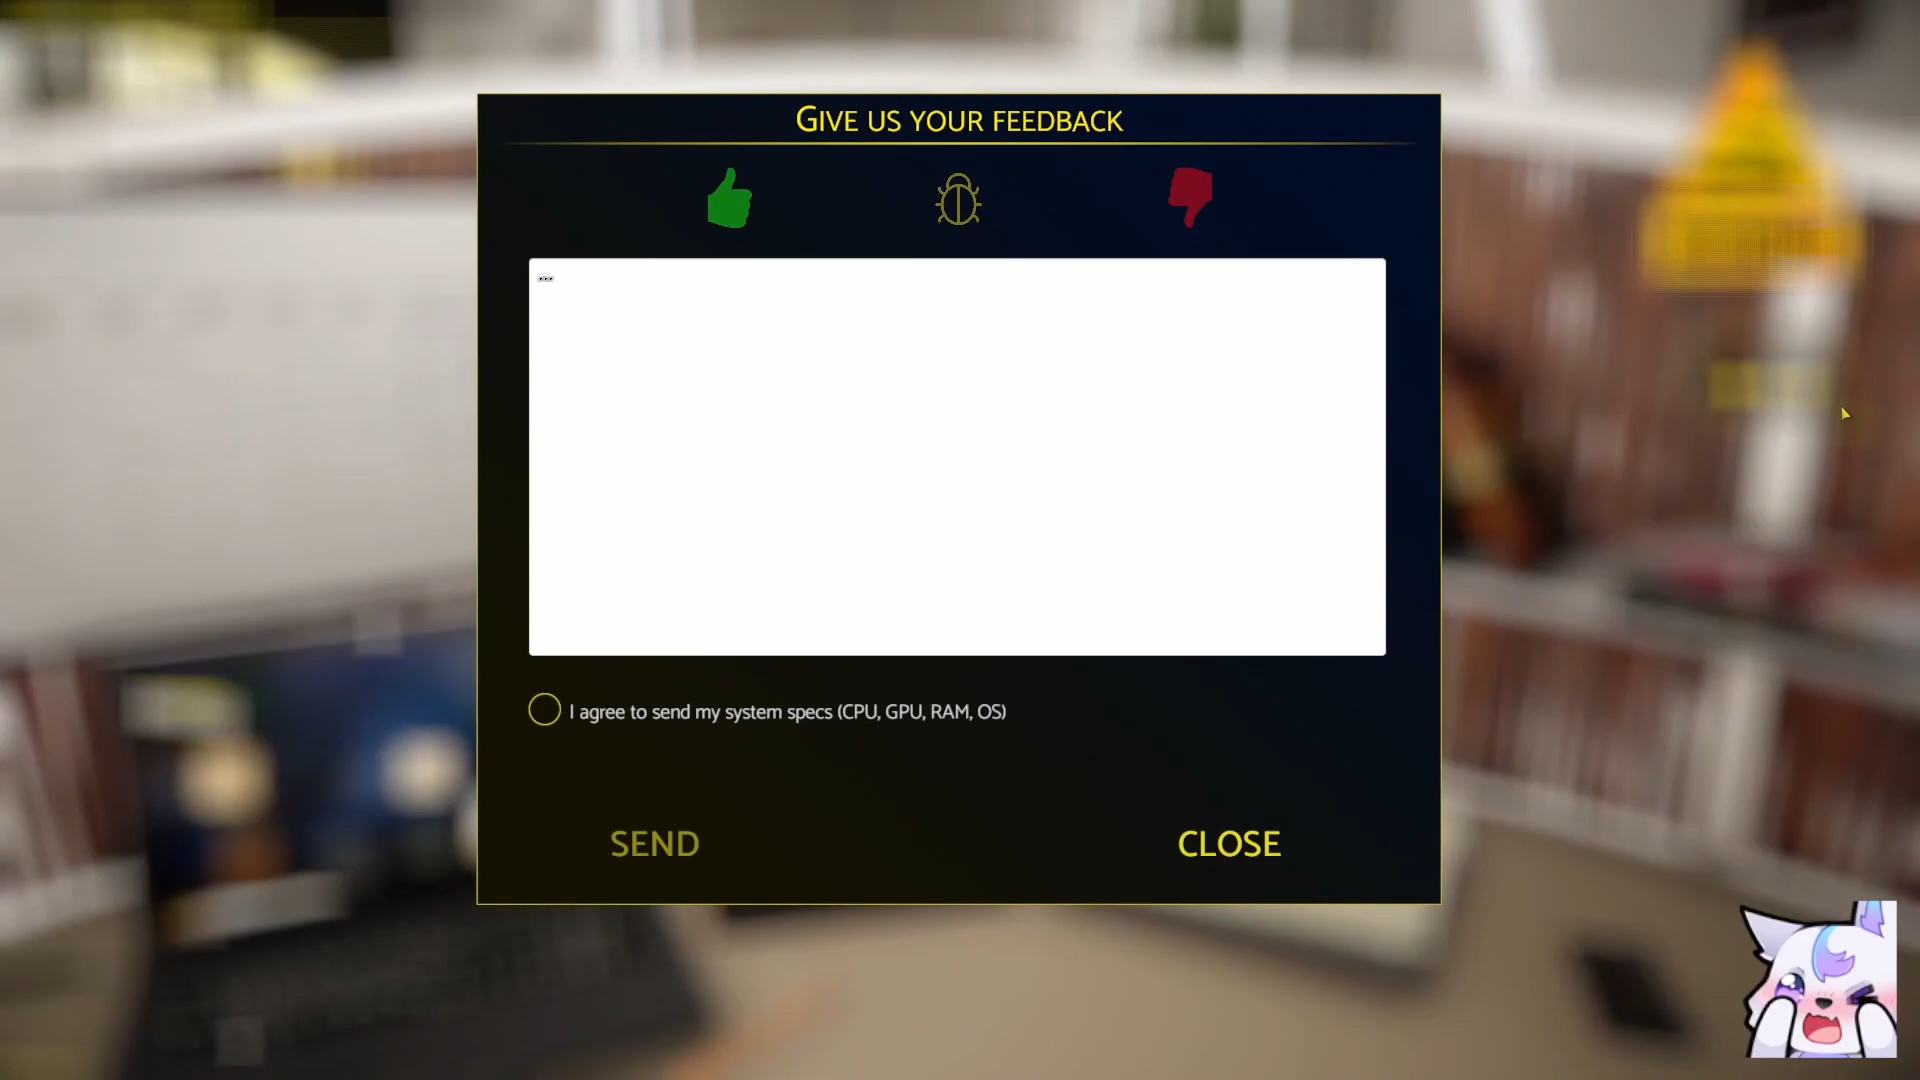 GIVE US YOUR FEEDBACK
...
I agree to send my system specs (CPU, GPU, RAM, OS)
SEND
CLOSE